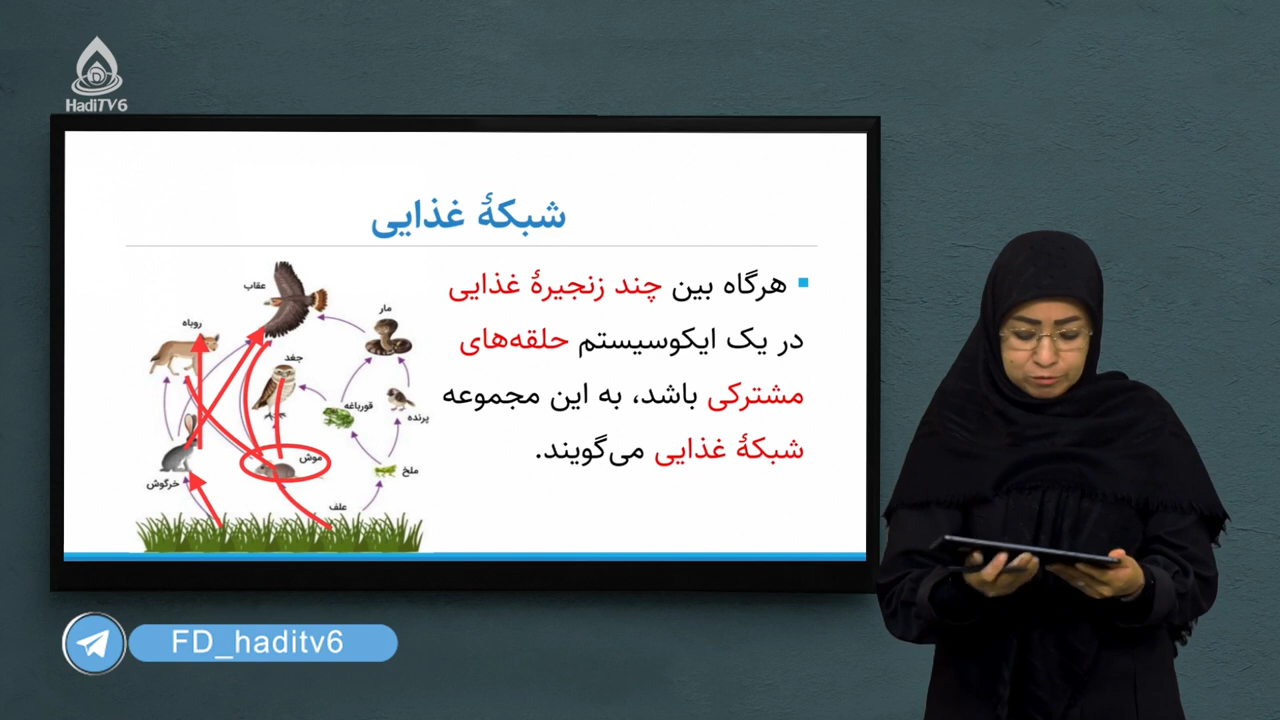 HadiTV6
شبکهٔ غذایی
هرگاه بین چند زنجیرهٔ غذایی
در یک ایکوسیستم حلقه‌های
مشترکی باشد، به این مجموعه
شبکهٔ غذایی می‌گویند.
عقاب
مار
روباه
جغد
قورباغه
پرنده
موش
ملخ
خرگوش
علف
FD_haditv6